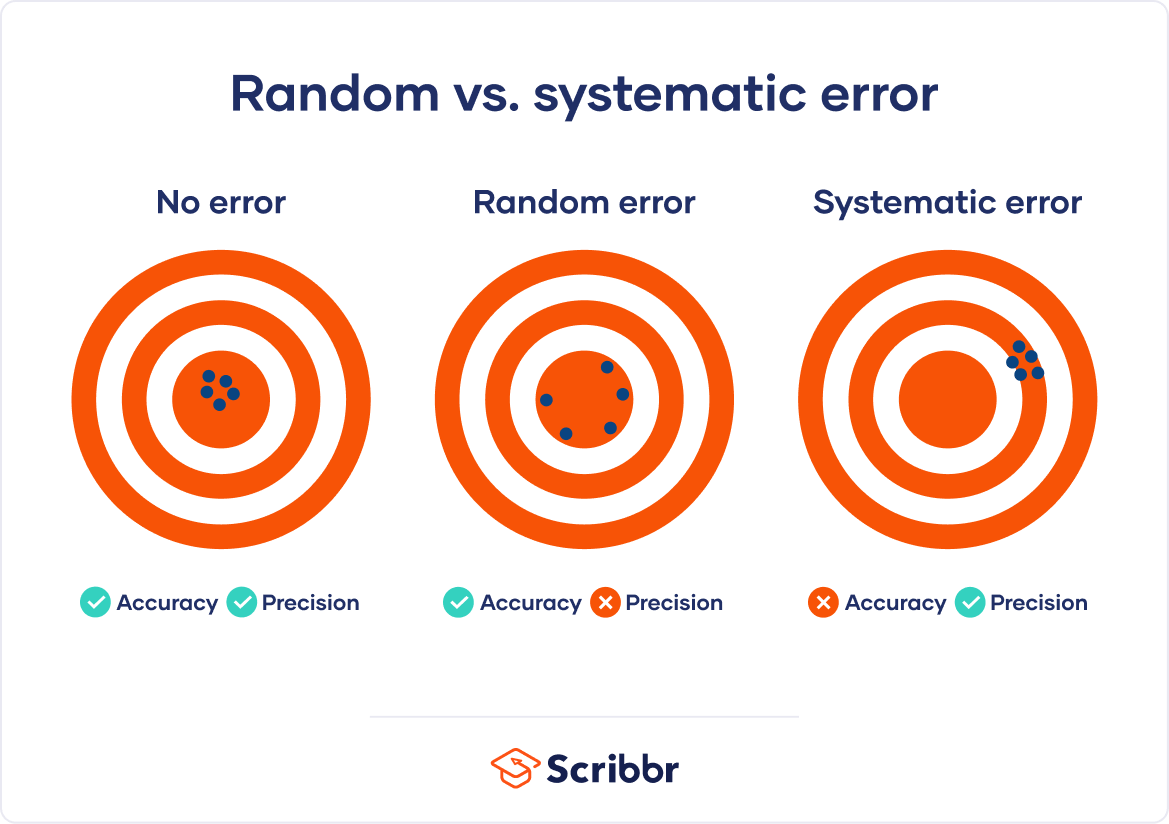 Random vs. systematic error
No error
Random error
Systematic error
Accuracy Precision
Accuracy Precision
Accuracy Precision
Scribbr